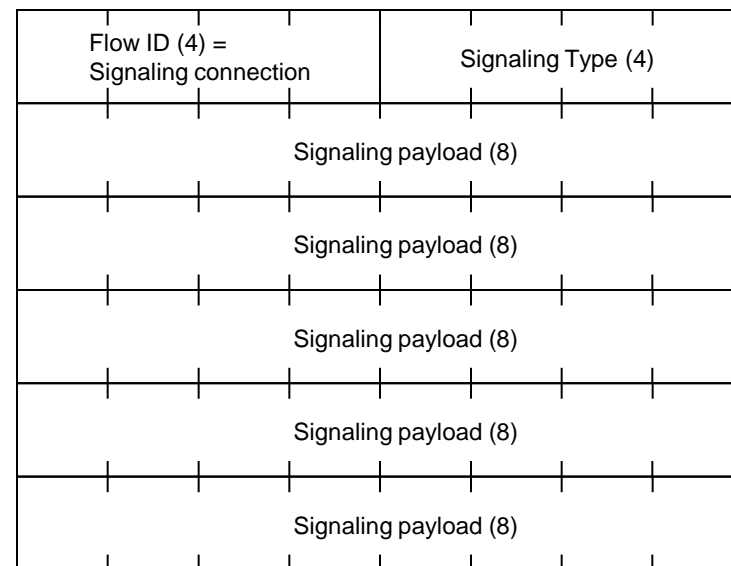 Flow ID (4) =
Signaling connection
Signaling Type (4)
Signaling payload (8)
Signaling payload (8)
Signaling payload (8)
Signaling payload (8)
Signaling payload (8)